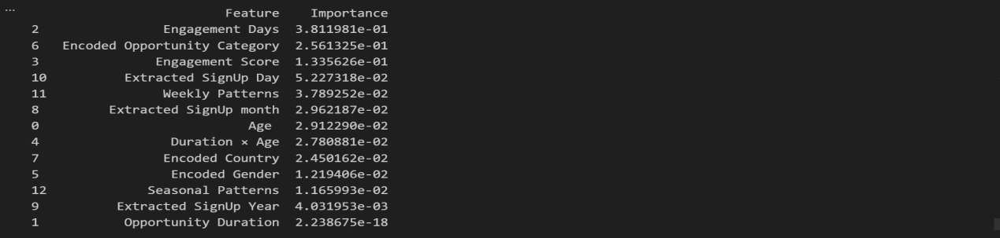 ...
Feature Importance
2 Engagement Days 3.811981e-01
6 Encoded Opportunity Category 2.561325e-01
3 Engagement Score 1.335626e-01
10 Extracted SignUp Day 5.227318e-02
11 Weekly Patterns 3.789252e-02
8 Extracted SignUp month 2.962187e-02
0 Age 2.912290e-02
4 Duration × Age 2.780881e-02
7 Encoded Country 2.450162e-02
5 Encoded Gender 1.219406e-02
12 Seasonal Patterns 1.165993e-02
9 Extracted SignUp Year 4.031953e-03
1 Opportunity Duration 2.238675e-18